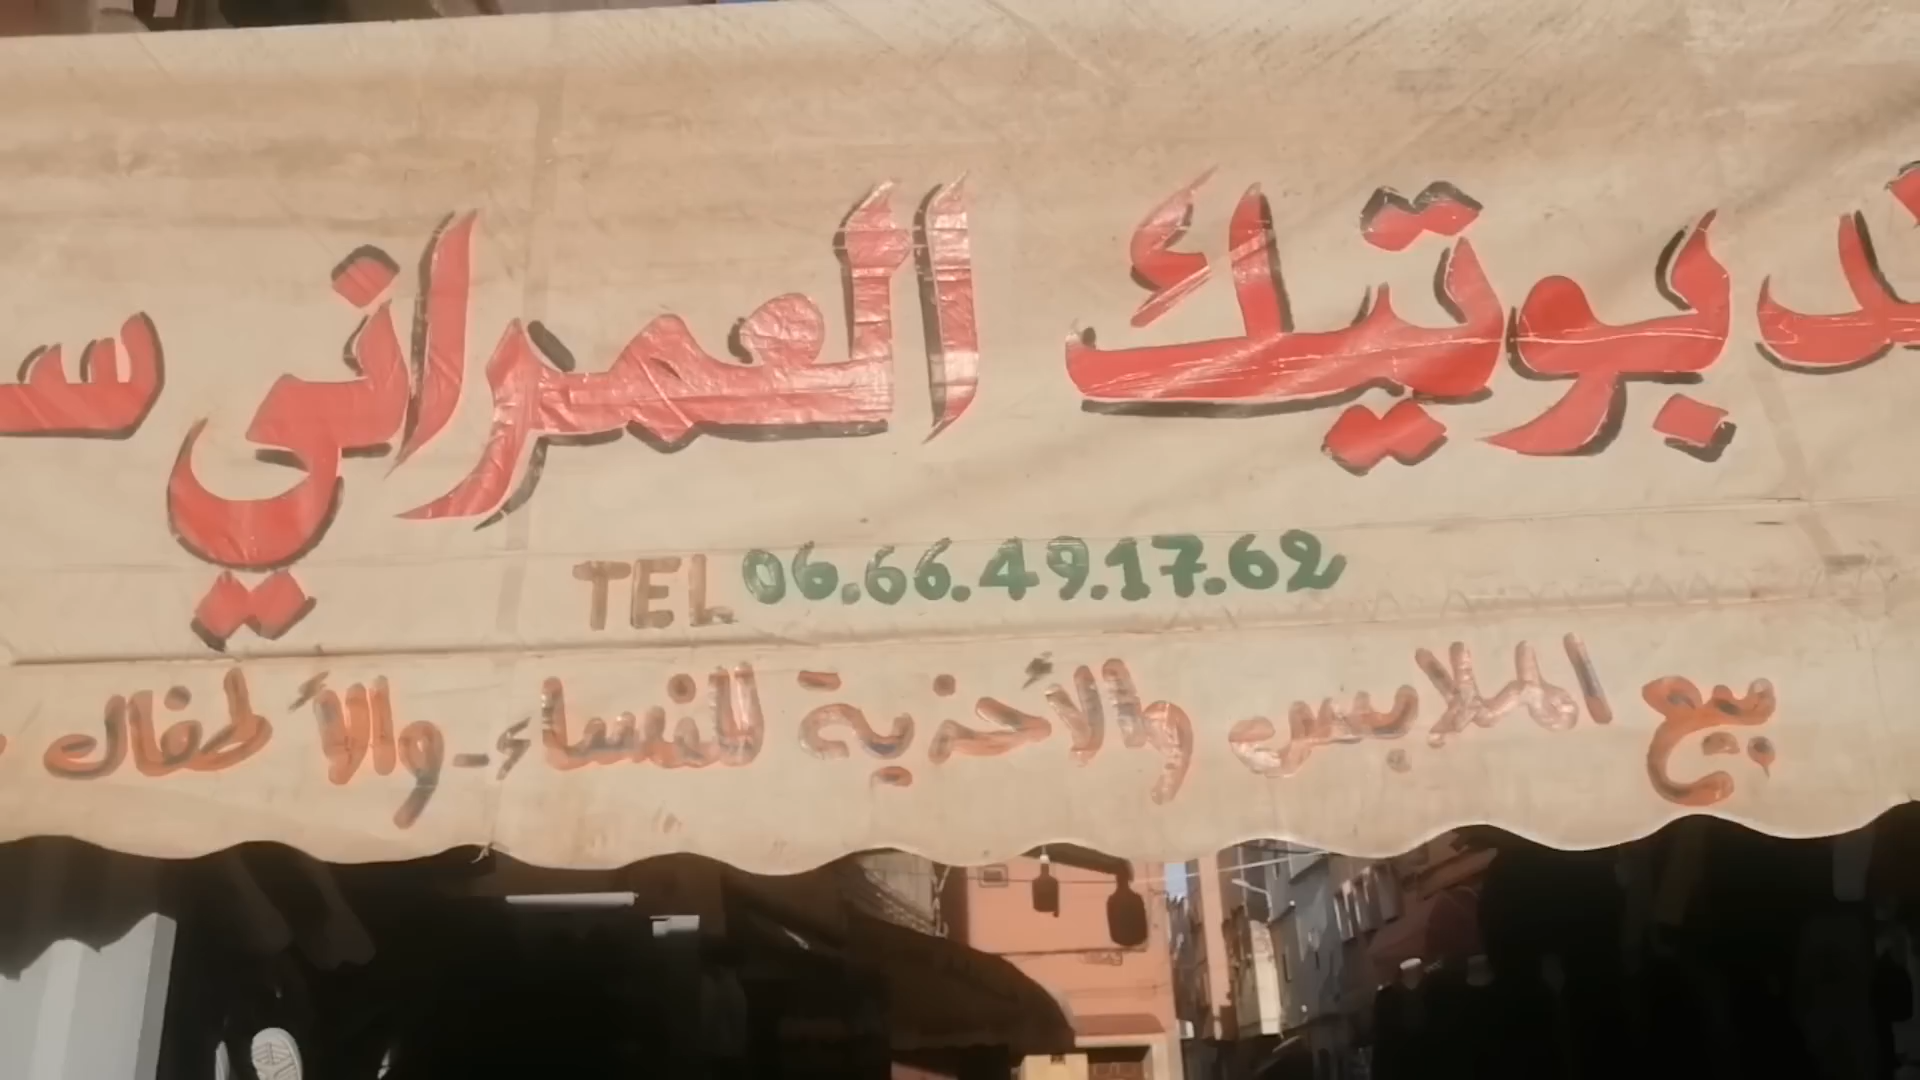 بوتيك العمراني
TEL 06.66.49.17.62
بيع الملابس والأحذية للنساء - والأطفال